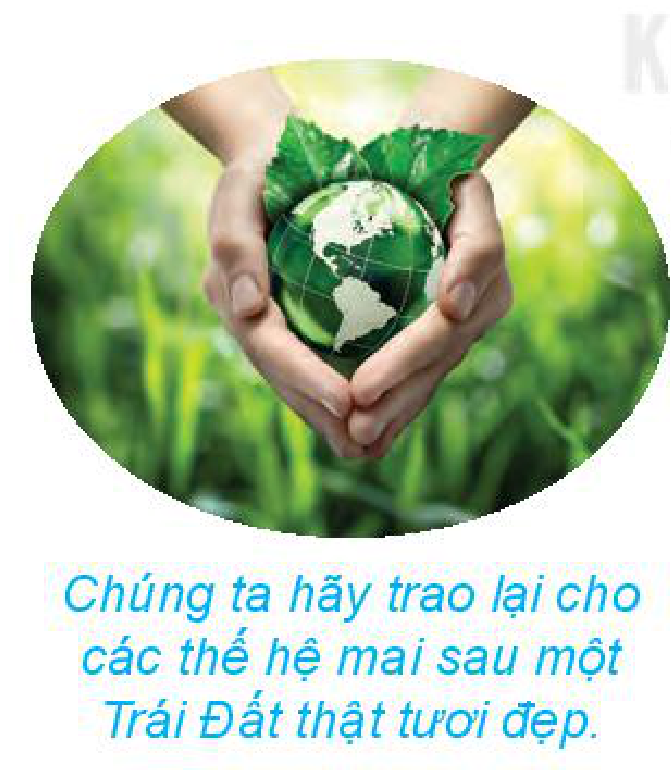 K
Chúng ta hãy trao lại cho
các thế hệ mai sau một
Trái Đất thật tươi đẹp.